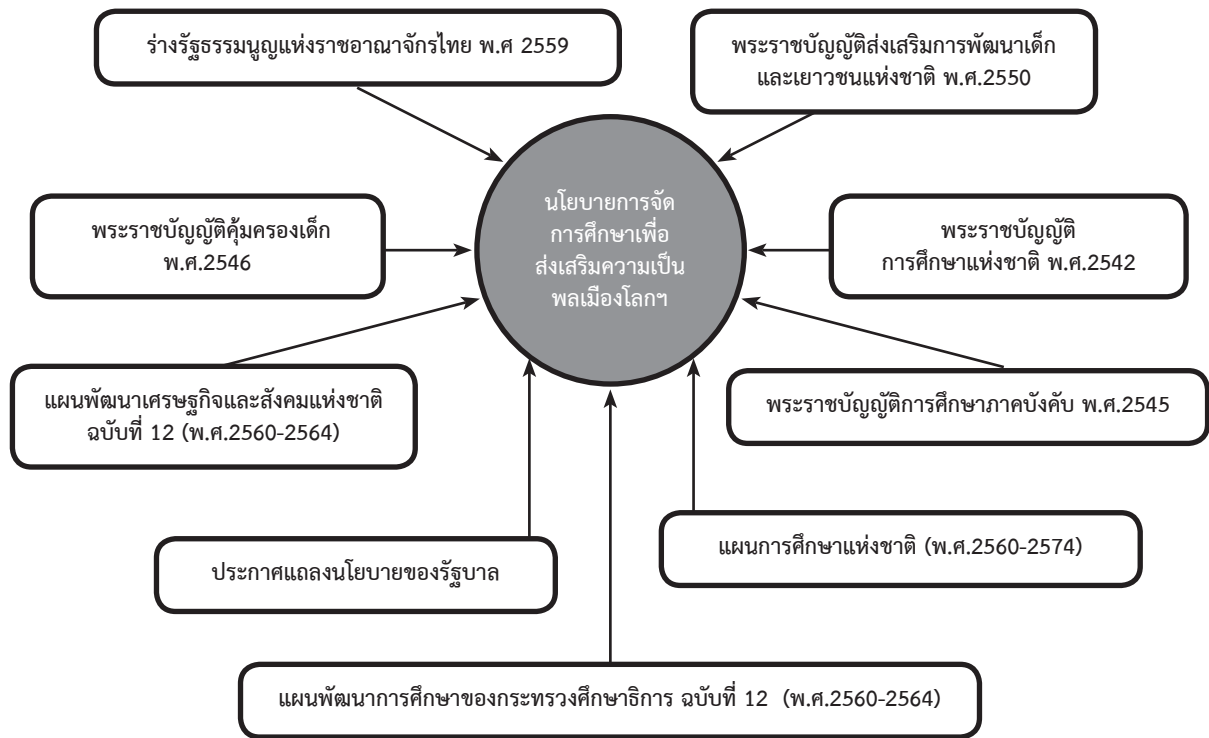 ร่างรัฐธรรมนูญแห่งราชอาณาจักรไทย พ.ศ 2559
พระราชบัญญัติส่งเสริมการพัฒนาเด็ก
และเยาวชนแห่งชาติ พ.ศ.2550
นโยบายการจัด
การศึกษาเพื่อ
ส่งเสริมความเป็น
พลเมืองโลกฯ
พระราชบัญญัติคุ้มครองเด็ก
พ.ศ.2546
พระราชบัญญัติ
การศึกษาแห่งชาติ พ.ศ.2542
แผนพัฒนาเศรษฐกิจและสังคมแห่งชาติ
ฉบับที่ 12 (พ.ศ.2560-2564)
พระราชบัญญัติการศึกษาภาคบังคับ พ.ศ.2545
ประกาศแถลงนโยบายของรัฐบาล
แผนการศึกษาแห่งชาติ (พ.ศ.2560-2574)
แผนพัฒนาการศึกษาของกระทรวงศึกษาธิการ ฉบับที่ 12 (พ.ศ.2560-2564)